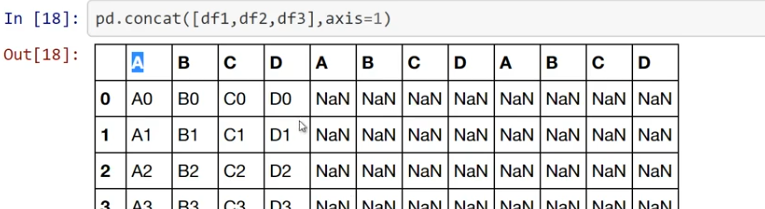 In [18]: pd.concat([df1,df2,df3],axis=1)
Out[18]:
A B C D A B C D A B C D
0 A0 B0 C0 D0 NaN NaN NaN NaN NaN NaN NaN NaN
1 A1 B1 C1 D1 NaN NaN NaN NaN NaN NaN NaN NaN
2 A2 B2 C2 D2 NaN NaN NaN NaN NaN NaN NaN NaN
3 A3 B3 C3 D3 NaN NaN NaN NaN NaN NaN NaN NaN